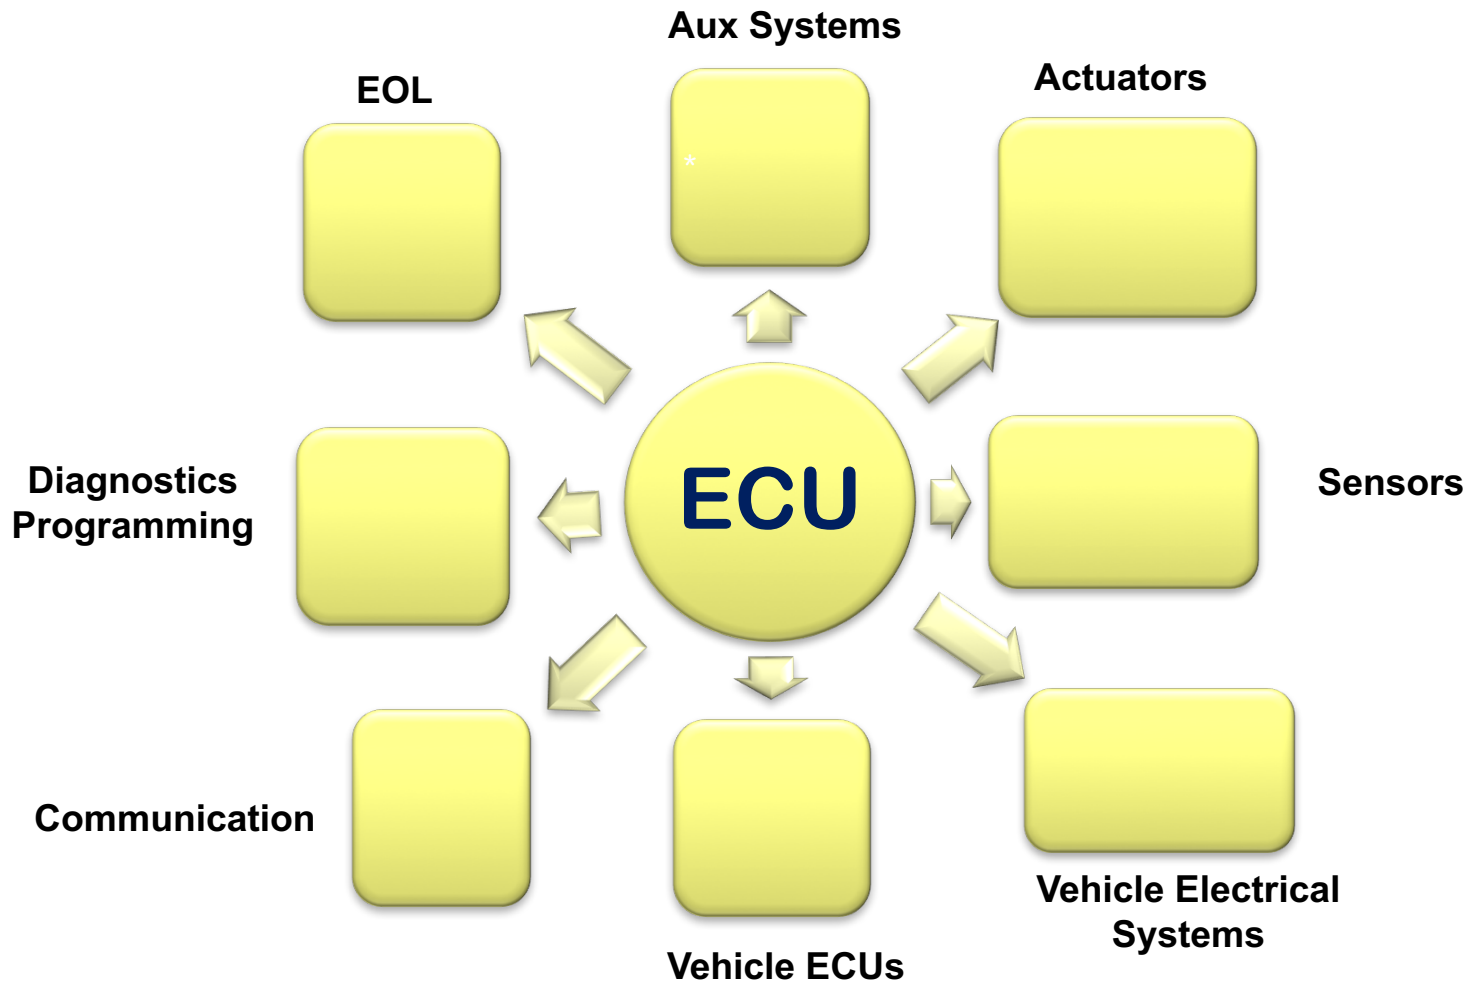 Aux Systems
EOL
Actuators
*
ECU
Diagnostics
Programming
Sensors
Communication
Vehicle Electrical
Systems
Vehicle ECUs